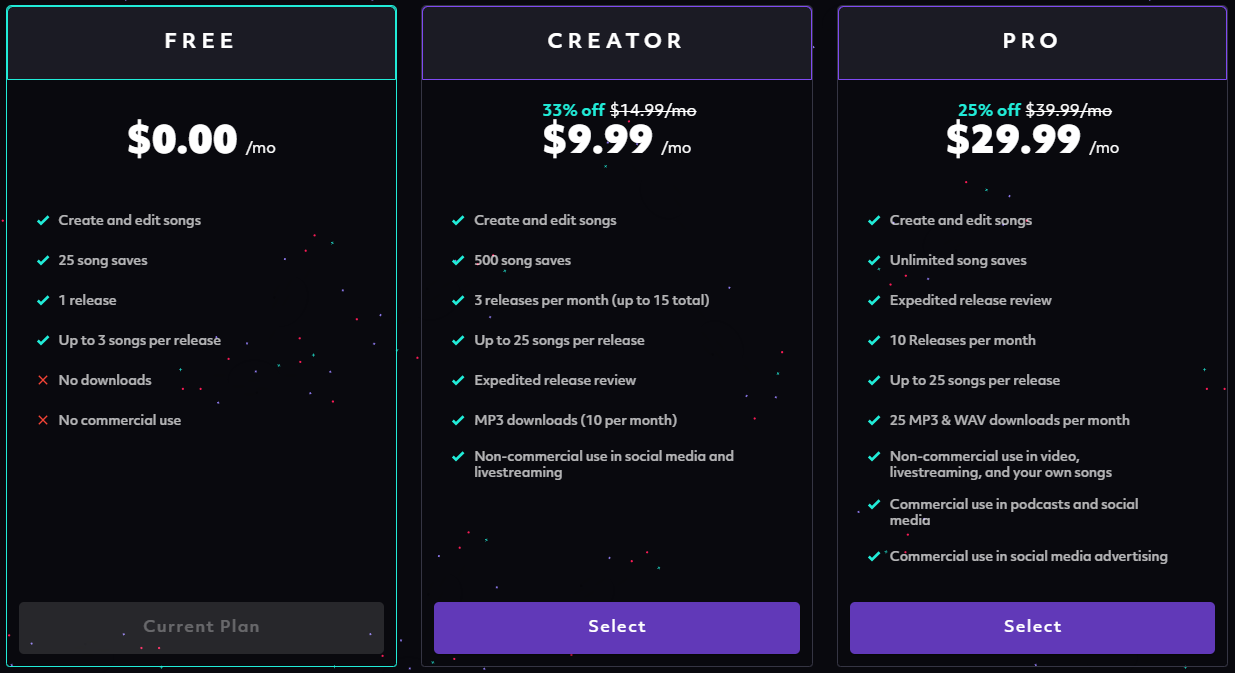 FREE
$0.00 /mo
Create and edit songs
25 song saves
1 release
Up to 3 songs per release
No downloads
No commercial use
Current Plan
CREATOR
33% off $14.99/mo
$9.99 /mo
Create and edit songs
500 song saves
3 releases per month (up to 15 total)
Up to 25 songs per release
Expedited release review
MP3 downloads (10 per month)
Non-commercial use in social media and
livestreaming
Select
PRO
25% off $39.99/mo
$29.99 /mo
Create and edit songs
Unlimited song saves
Expedited release review
10 Releases per month
Up to 25 songs per release
25 MP3 & WAV downloads per month
Non-commercial use in video,
livestreaming, and your own songs
Commercial use in podcasts and social
media
Commercial use in social media advertising
Select